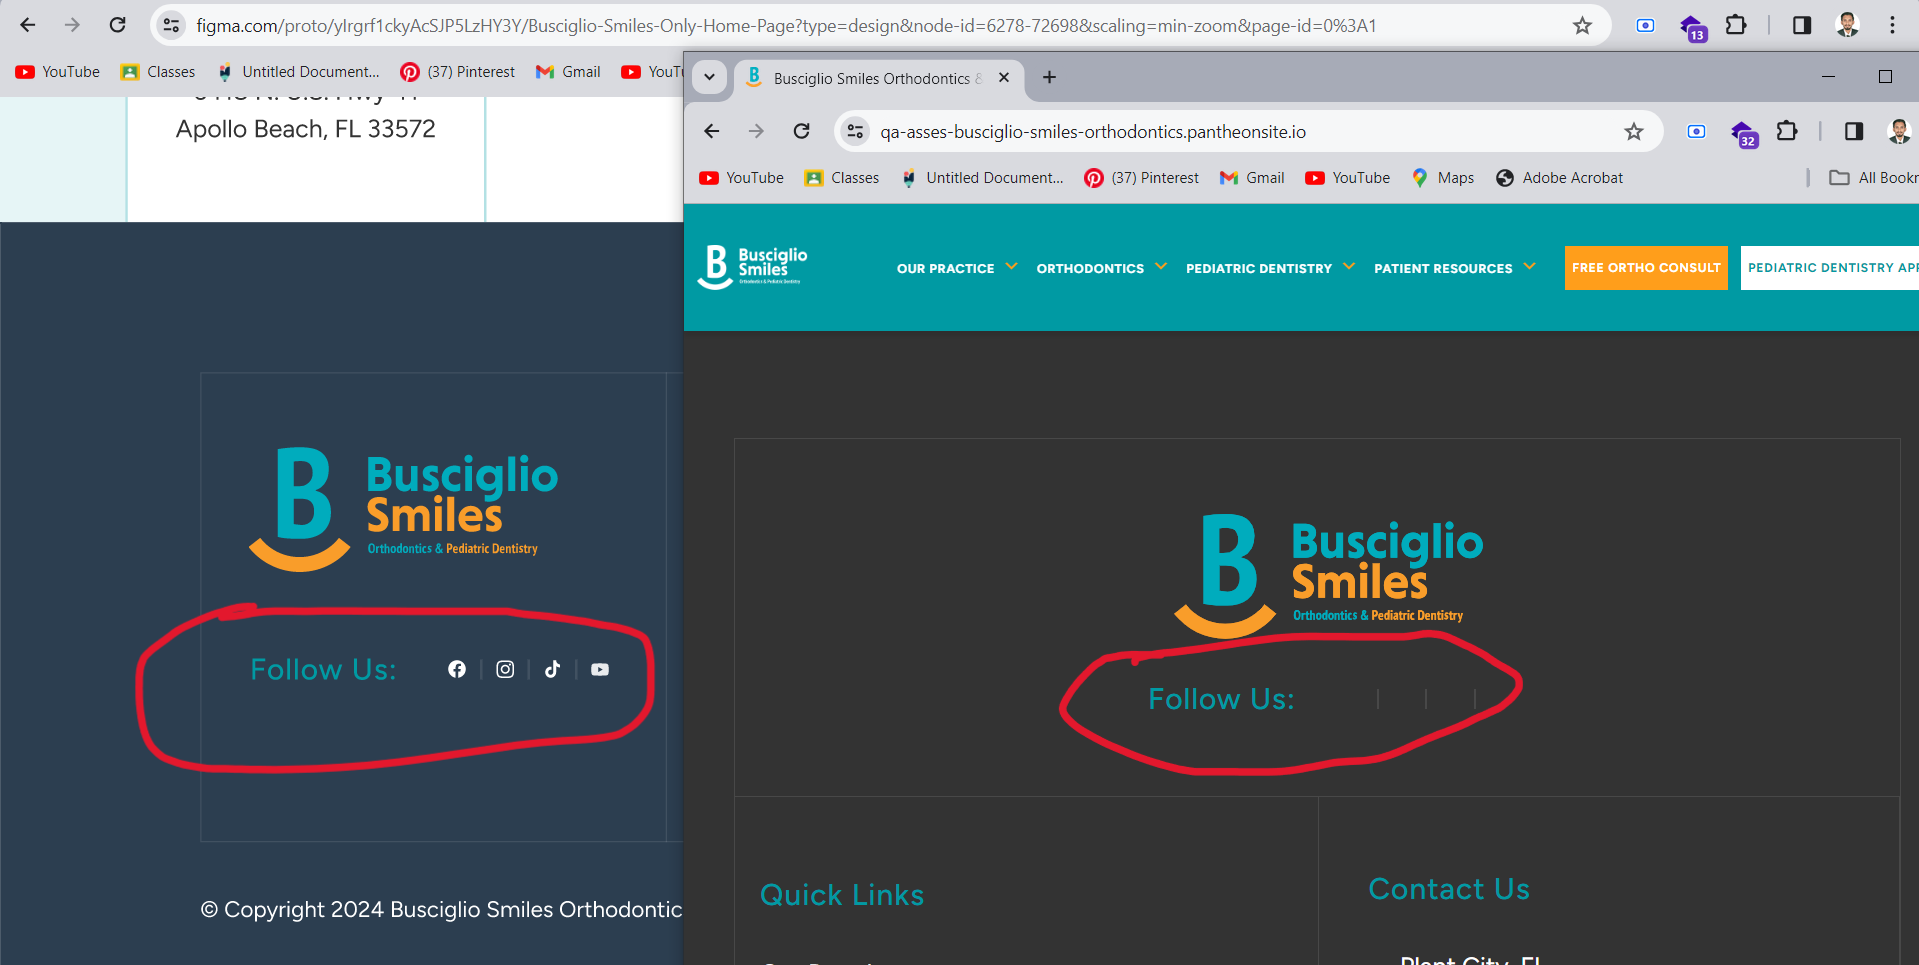 figma.com/proto/ylrgrf1ckyAcSJP5LzHY3Y/Busciglio-Smiles-Only-Home-Page?type=design&node-id=6278-72698&scaling=min-zoom&page-id=0%3A1
13
YouTube
Classes
Untitled Document...
(37) Pinterest
Gmail
Apollo Beach, FL 33572
B Busciglio
Smiles
Orthodontics & Pediatric Dentistry
Follow Us:
© Copyright 2024 Busciglio Smiles Orthodontic
Busciglio Smiles Orthodontics &
qa-asses-busciglio-smiles-orthodontics.pantheonsite.io
32
YouTube
Classes
Untitled Document...
(37) Pinterest
Gmail
YouTube
Maps
Adobe Acrobat
All Bookr
B Busciglio
Smiles
Orthodontics & Pediatric Dentistry
OUR PRACTICE
ORTHODONTICS
PEDIATRIC DENTISTRY
PATIENT RESOURCES
FREE ORTHO CONSULT
PEDIATRIC DENTISTRY APP
B Busciglio
Smiles
Orthodontics & Pediatric Dentistry
Follow Us:
Quick Links
Contact Us
Plant City, FL